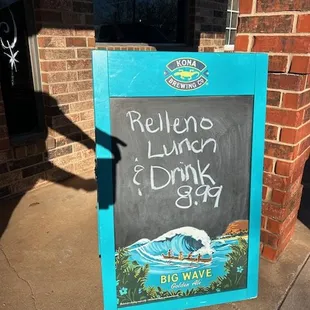 KONA
BREWING CO
Relleno
Lunch
& Drink
8.99
BIG WAVE
Golden Ale